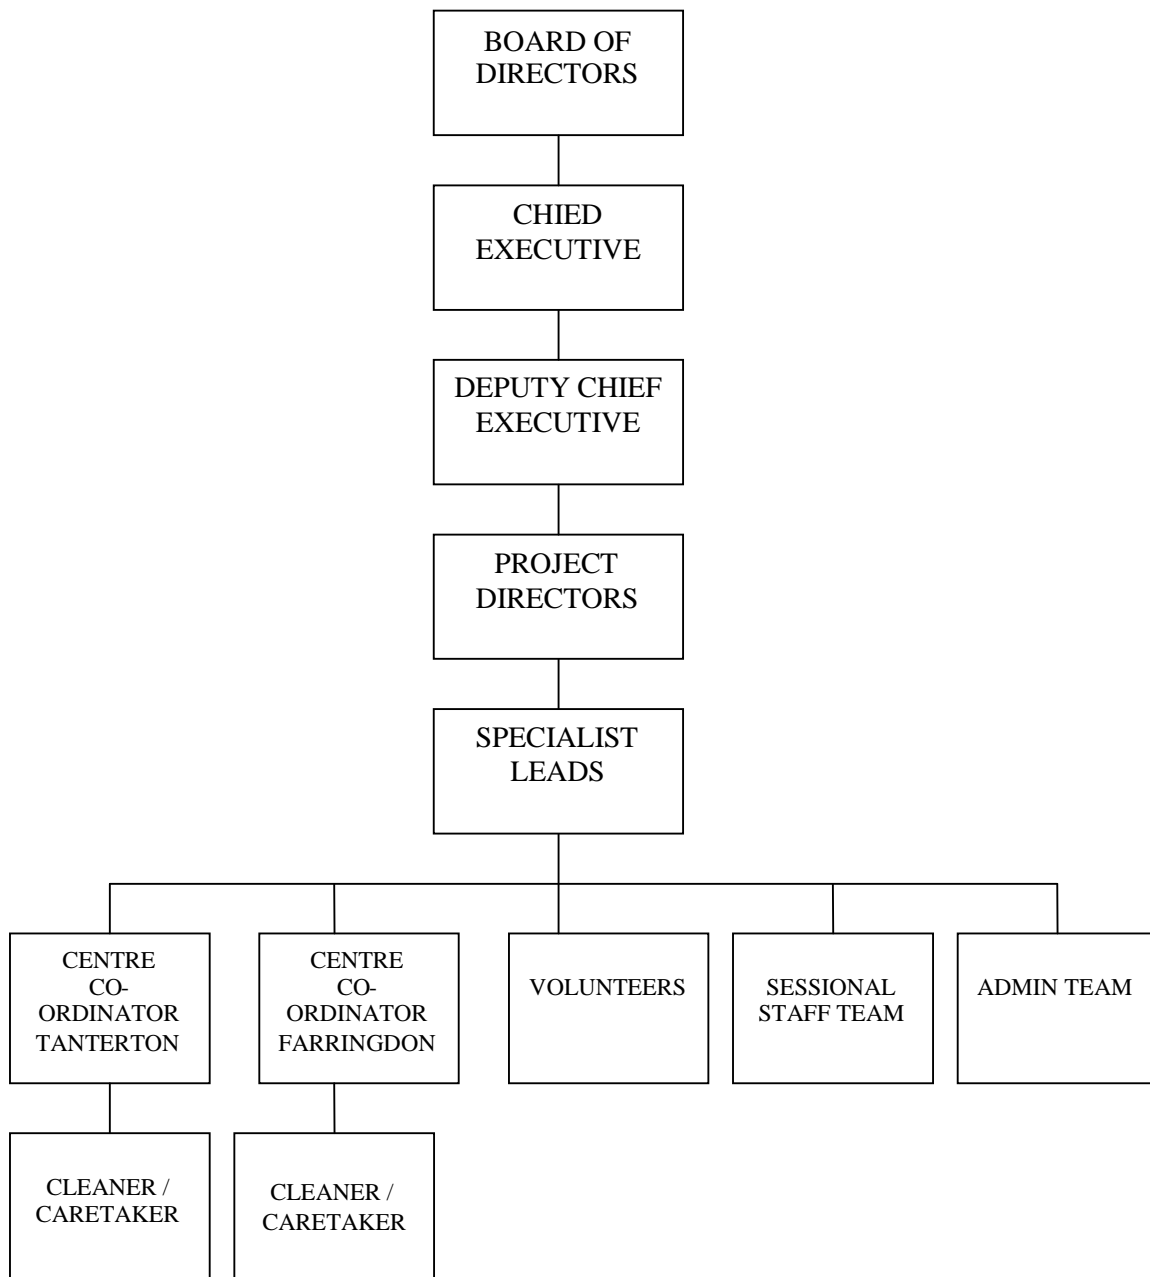 BOARD OF
DIRECTORS
CHIED
EXECUTIVE
DEPUTY CHIEF
EXECUTIVE
PROJECT
DIRECTORS
SPECIALIST
LEADS
CENTRE
CO-
ORDINATOR
TANTERTON
CENTRE
CO-
ORDINATOR
FARRINGDON
VOLUNTEERS
SESSIONAL
STAFF TEAM
ADMIN TEAM
CLEANER /
CARETAKER
CLEANER /
CARETAKER